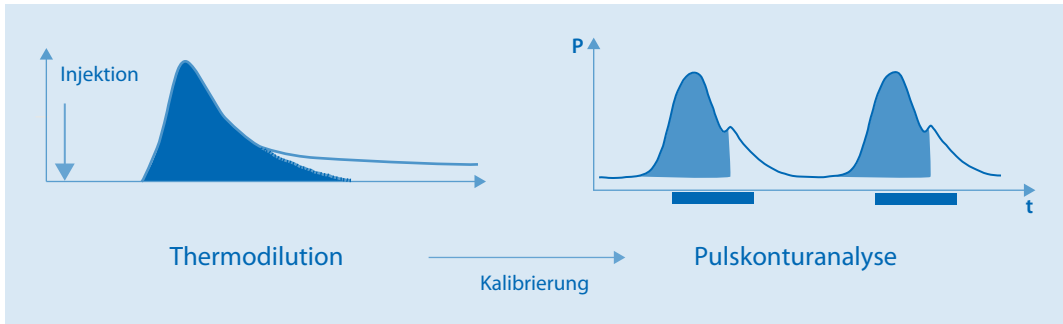 Injektion
P
t
Thermodilution
Kalibrierung
Pulskonturanalyse